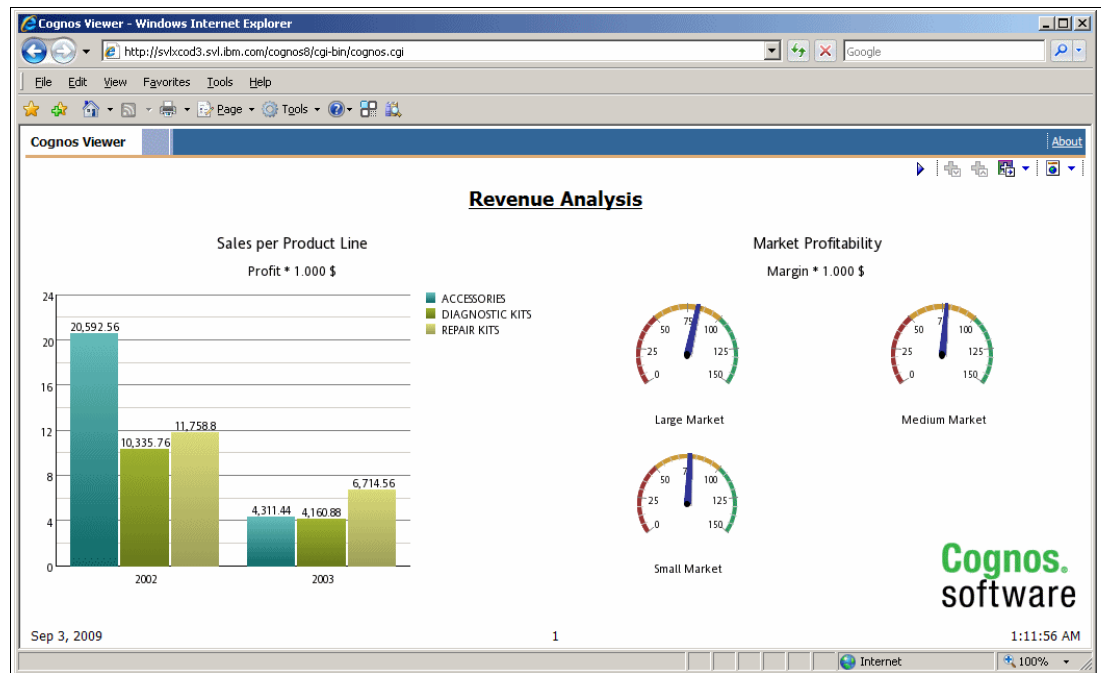 Cognos Viewer - Windows Internet Explorer
http://svlxcod3.svl.ibm.com/cognos8/cgi-bin/cognos.cgi
Google
File Edit View Favorites Tools Help
Page Tools
Cognos Viewer
About
Revenue Analysis
Sales per Product Line
Profit * 1.000 $
24
20
16
12
8
4
0
20,592.56
10,335.76
11,758.8
4,311.44
4,160.88
6,714.56
2002
2003
ACCESSORIES
DIAGNOSTIC KITS
REPAIR KITS
Market Profitability
Margin * 1.000 $
0 25 50 75 100 125 150
Large Market
0 25 50 75 100 125 150
Medium Market
0 25 50 7 100 125 150
Small Market
Cognos.
software
Sep 3, 2009
1
1:11:56 AM
Internet
100%